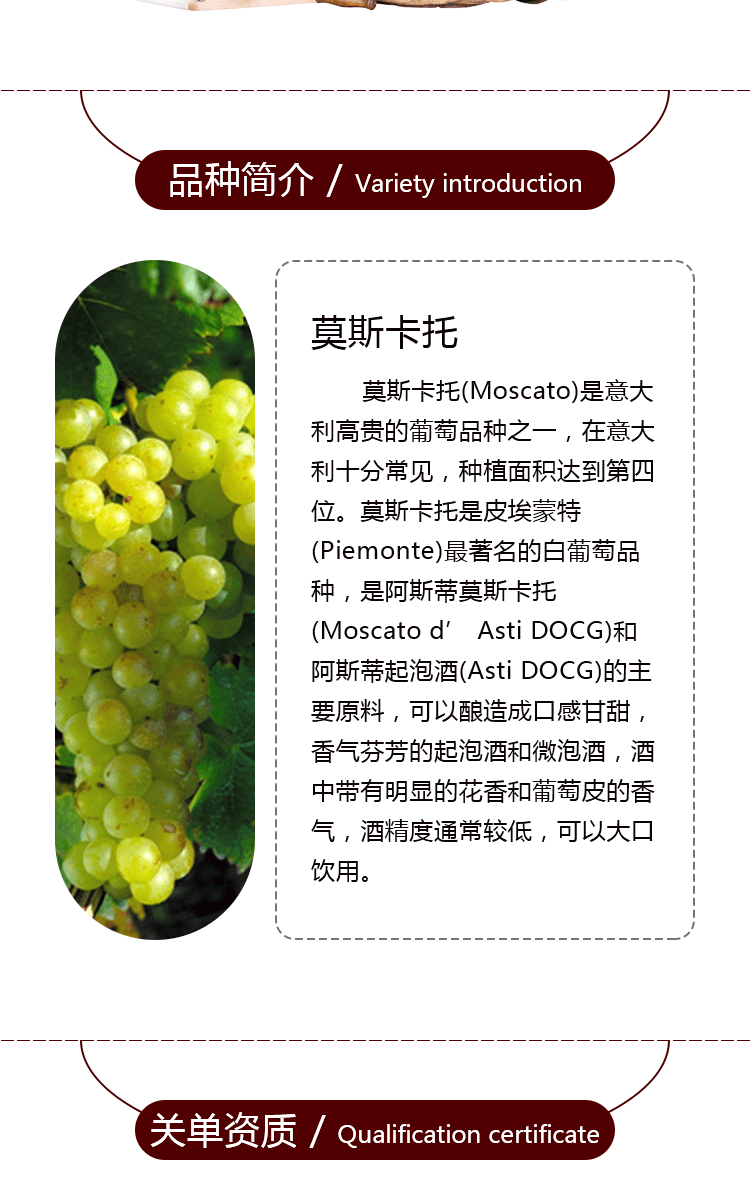 品种简介 / Variety introduction
莫斯卡托
莫斯卡托(Moscato)是意大
利高贵的葡萄品种之一，在意大
利十分常见，种植面积达到第四
位。莫斯卡托是皮埃蒙特
(Piemonte)最著名的白葡萄品
种，是阿斯蒂莫斯卡托
(Moscato d’ Asti DOCG)和
阿斯蒂起泡酒(Asti DOCG)的主
要原料，可以酿造成口感甘甜，
香气芬芳的起泡酒和微泡酒，酒
中带有明显的花香和葡萄皮的香
气，酒精度通常较低，可以大口
饮用。
关单资质 / Qualification certificate